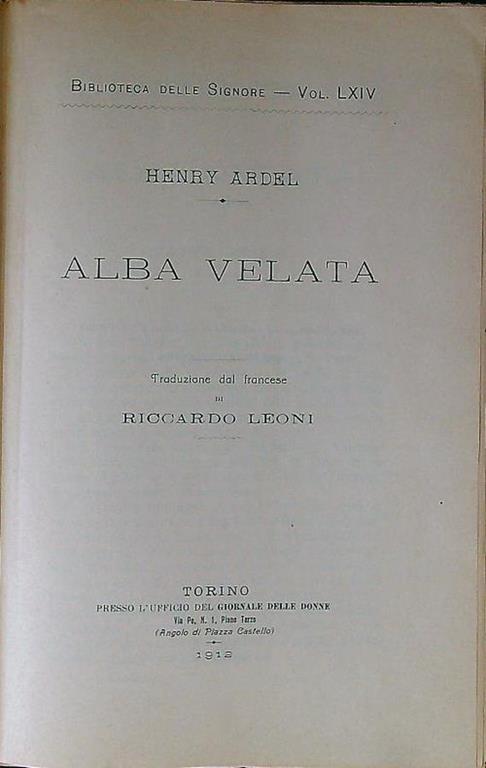 BIBLIOTECA DELLE SIGNORE — VOL. LXIV
HENRY ARDEL
ALBA VELATA
Traduzione dal francese
DI
RICCARDO LEONI
TORINO
PRESSO L'UFFICIO DEL GIORNALE DELLE DONNE
Via Po, N. 1, Piano Terzo
(Angolo di Piazza Castello)
1912